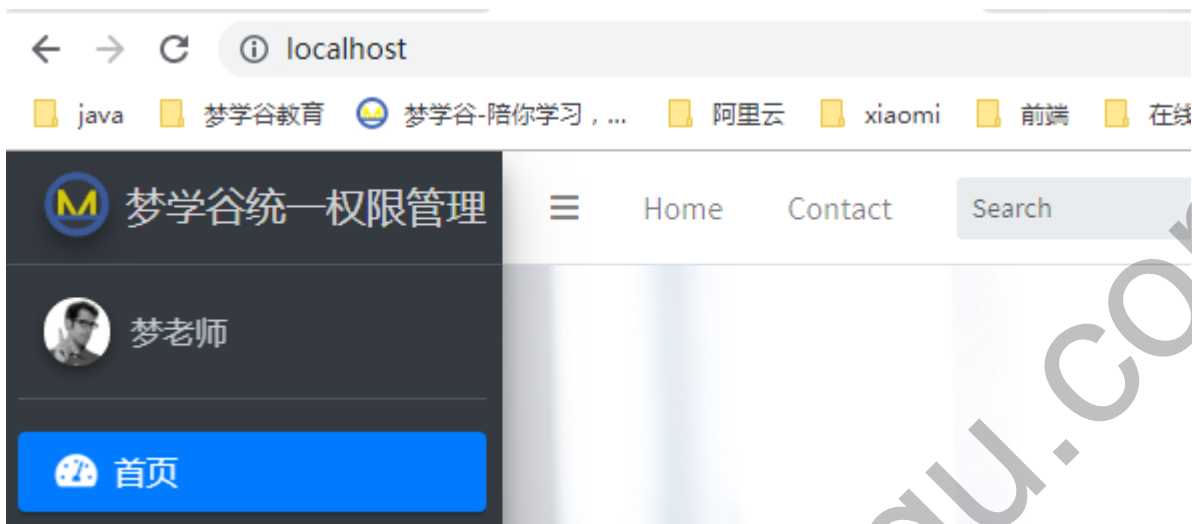 localhost
java 梦学谷教育 梦学谷-陪你学习，... 阿里云 xiaomi 前端 在线
梦学谷统一权限管理 Home Contact Search
梦老师
首页
gu.co